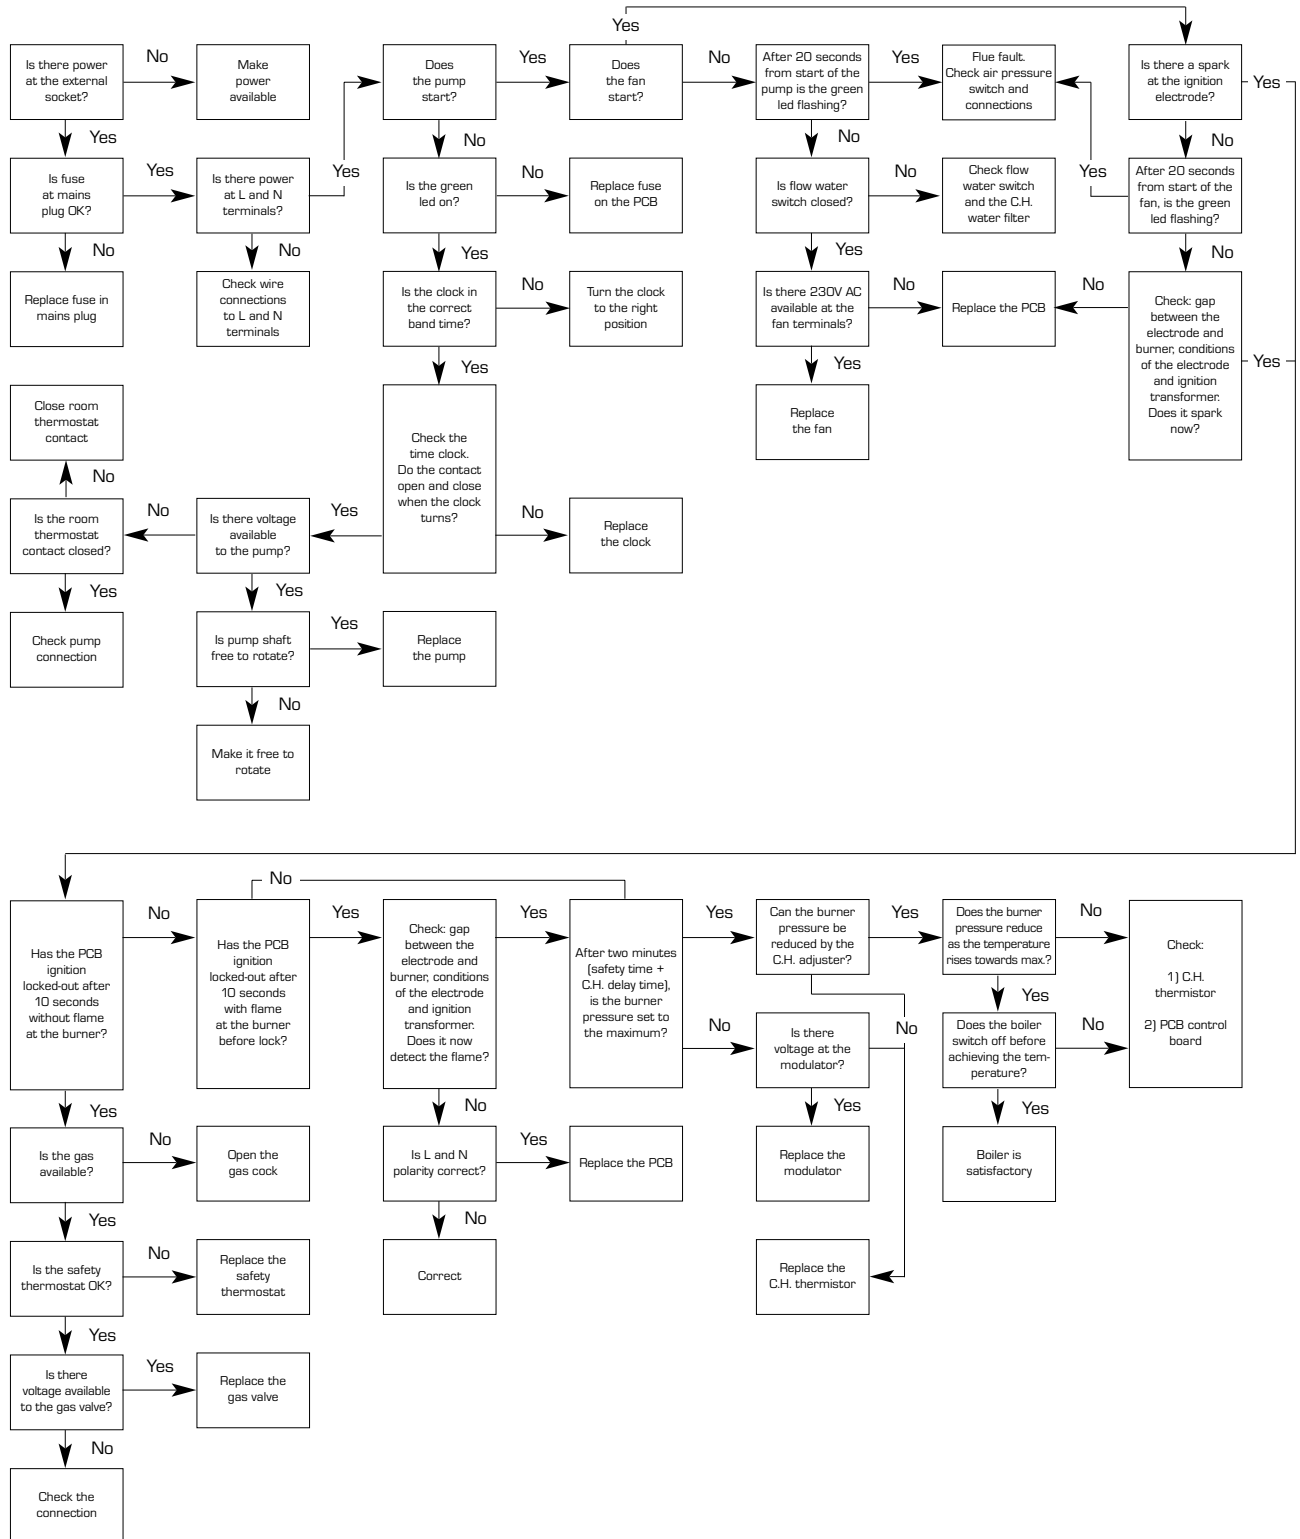 Yes
Is there power
at the external
socket?
No
Make
power
available
Does
the pump
start?
Yes
Does
the fan
start?
No
After 20 seconds
from start of the
pump is the green
led flashing?
Yes
Flue fault.
Check air pressure
switch and
connections
Is there a spark
at the ignition
electrode?
Yes
Yes
No
No
No
Is fuse
at mains
plug OK?
Yes
Is there power
at L and N
terminals?
Yes
Is the green
led on?
No
Replace fuse
on the PCB
Is flow water
switch closed?
No
Check flow
water switch
and the C.H.
water filter
Yes
After 20 seconds
from start of the
fan, is the green
led flashing?
No
No
Yes
Yes
No
Replace fuse in
mains plug
Check wire
connections
to L and N
terminals
Is the clock in
the correct
band time?
No
Turn the clock
to the right
position
Is there 230V AC
available at the
fan terminals?
No
Replace the PCB
No
Check: gap
between the
electrode and
burner, conditions
of the electrode
and ignition
transformer.
Does it spark
now?
Yes
Yes
Yes
Close room
thermostat
contact
Replace
the fan
Check the
time clock.
Do the contact
open and close
when the clock
turns?
No
Is the room
thermostat
contact closed?
No
Is there voltage
available
to the pump?
Yes
No
Replace
the clock
Yes
Yes
Check pump
connection
Is pump shaft
free to rotate?
Yes
Replace
the pump
No
Make it free to
rotate
No
Has the PCB
ignition
locked-out after
10 seconds
without flame
at the burner?
No
Has the PCB
ignition
locked-out after
10 seconds
with flame
at the burner
before lock?
Yes
Check: gap
between the
electrode and
burner, conditions
of the electrode
and ignition
transformer.
Does it now
detect the flame?
Yes
After two minutes
(safety time +
C.H. delay time),
is the burner
pressure set to
the maximum?
Yes
Can the burner
pressure be
reduced by the
C.H. adjuster?
Yes
Does the burner
pressure reduce
as the temperature
rises towards max.?
No
Check:
1) C.H.
thermistor
2) PCB control
board
Yes
No
Is there
voltage at the
modulator?
No
Does the boiler
switch off before
achieving the tem-
perature?
No
Yes
No
Yes
Yes
Is the gas
available?
No
Open the
gas cock
Is L and N
polarity correct?
Yes
Replace the PCB
Replace the
modulator
Boiler is
satisfactory
Yes
No
Is the safety
thermostat OK?
No
Replace the
safety
thermostat
Correct
Replace the
C.H. thermistor
Yes
Is there
voltage available
to the gas valve?
Yes
Replace the
gas valve
No
Check the
connection